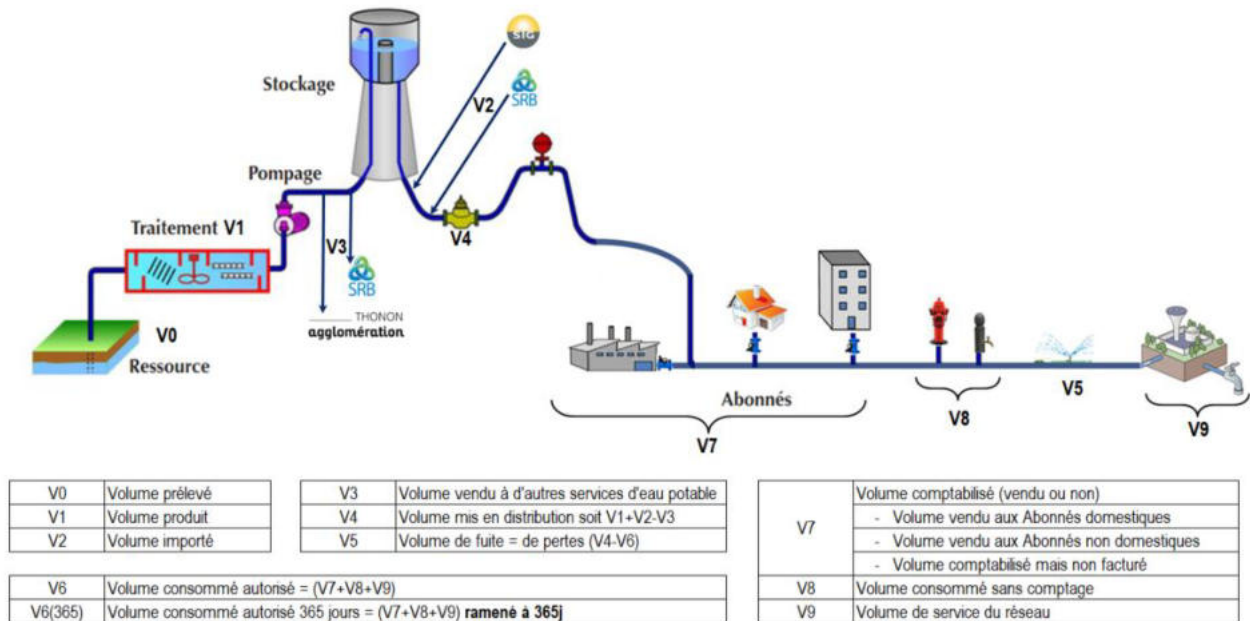 SIG
Stockage
V2
SRB
Pompage
Traitement V1
V3
V4
SRB
THONON
agglomération
V0
Ressource
Abonnés
V5
V8
V7
V9
V0 Volume prélevé
V1 Volume produit
V2 Volume importé
V3 Volume vendu à d'autres services d'eau potable
V4 Volume mis en distribution soit V1+V2-V3
V5 Volume de fuite = de pertes (V4-V6)
V6 Volume consommé autorisé = (V7+V8+V9)
V6(365) Volume consommé autorisé 365 jours = (V7+V8+V9) ramené à 365j
V7 Volume comptabilisé (vendu ou non)
- Volume vendu aux Abonnés domestiques
- Volume vendu aux Abonnés non domestiques
- Volume comptabilisé mais non facturé
V8 Volume consommé sans comptage
V9 Volume de service du réseau